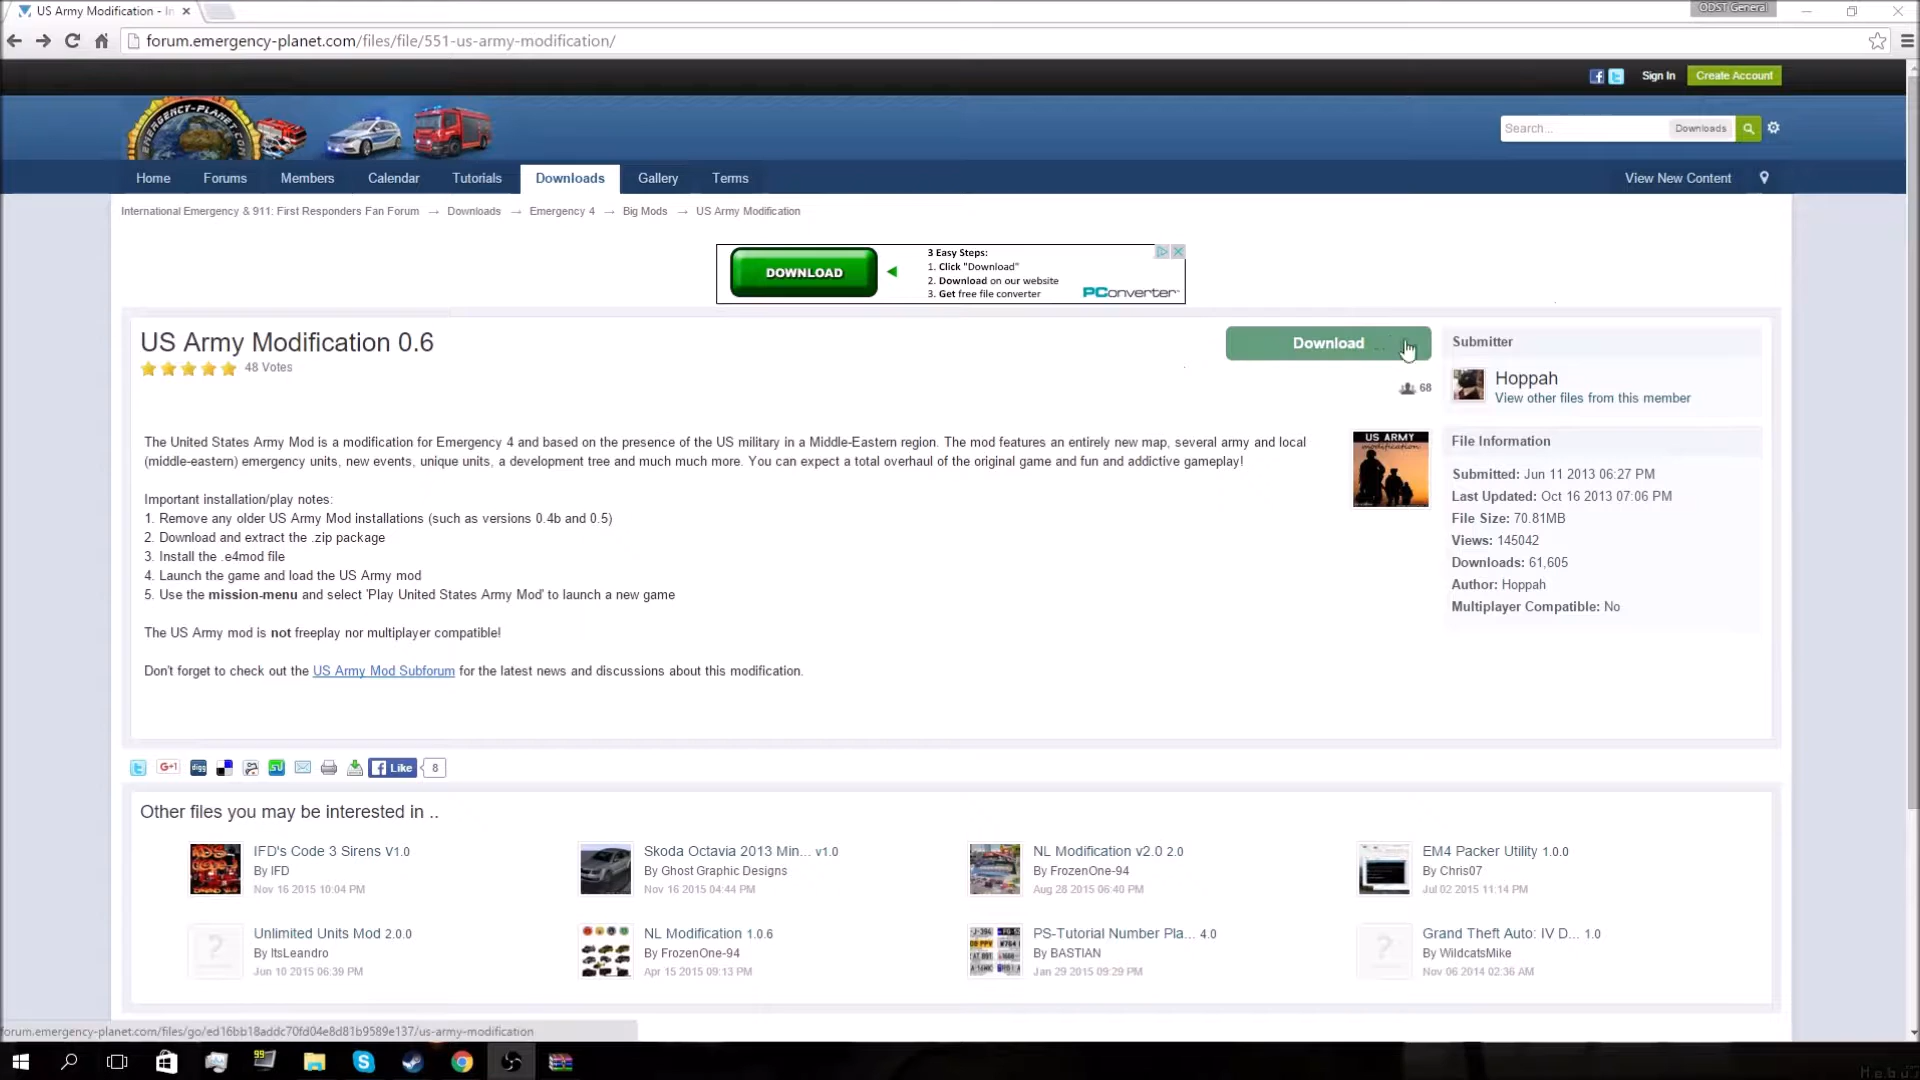 US Army Modification - In
ODST General
forum.emergency-planet.com/files/file/551-us-army-modification/
Sign In
Create Account
EMERGENCY-PLANET.COM
Search...
Downloads
Home
Forums
Members
Calendar
Tutorials
Downloads
Gallery
Terms
View New Content
International Emergency & 911: First Responders Fan Forum → Downloads → Emergency 4 → Big Mods → US Army Modification
DOWNLOAD
3 Easy Steps:
1. Click "Download"
2. Download on our website
3. Get free file converter
PConverter
US Army Modification 0.6
48 Votes
Download
68
Submitter
Hoppah
View other files from this member
The United States Army Mod is a modification for Emergency 4 and based on the presence of the US military in a Middle-Eastern region. The mod features an entirely new map, several army and local
(middle-eastern) emergency units, new events, unique units, a development tree and much much more. You can expect a total overhaul of the original game and fun and addictive gameplay!
Important installation/play notes:
1. Remove any older US Army Mod installations (such as versions 0.4b and 0.5)
2. Download and extract the .zip package
3. Install the .e4mod file
4. Launch the game and load the US Army mod
5. Use the mission-menu and select 'Play United States Army Mod' to launch a new game
The US Army mod is not freeplay nor multiplayer compatible!
Don't forget to check out the US Army Mod Subforum for the latest news and discussions about this modification.
US ARMY
modification
File Information
Submitted: Jun 11 2013 06:27 PM
Last Updated: Oct 16 2013 07:06 PM
File Size: 70.81MB
Views: 145042
Downloads: 61,605
Author: Hoppah
Multiplayer Compatible: No
G+1
digg
Like
8
Other files you may be interested in ..
IFD's Code 3 Sirens V1.0
By IFD
Nov 16 2015 10:04 PM
Skoda Octavia 2013 Min... v1.0
By Ghost Graphic Designs
Nov 16 2015 04:44 PM
NL Modification v2.0 2.0
By FrozenOne-94
Aug 28 2015 06:40 PM
EM4 Packer Utility 1.0.0
By Chris07
Jul 02 2015 11:14 PM
Unlimited Units Mod 2.0.0
By ItsLeandro
Jun 10 2015 06:39 PM
NL Modification 1.0.6
By FrozenOne-94
Apr 15 2015 09:13 PM
PS-Tutorial Number Pla... 4.0
By BASTIAN
Jan 29 2015 09:29 PM
Grand Theft Auto: IV D... 1.0
By WildcatsMike
Nov 06 2014 02:36 AM
forum.emergency-planet.com/files/go/ed16bb18addc70fd04e8d81b9589e137/us-army-modification
99